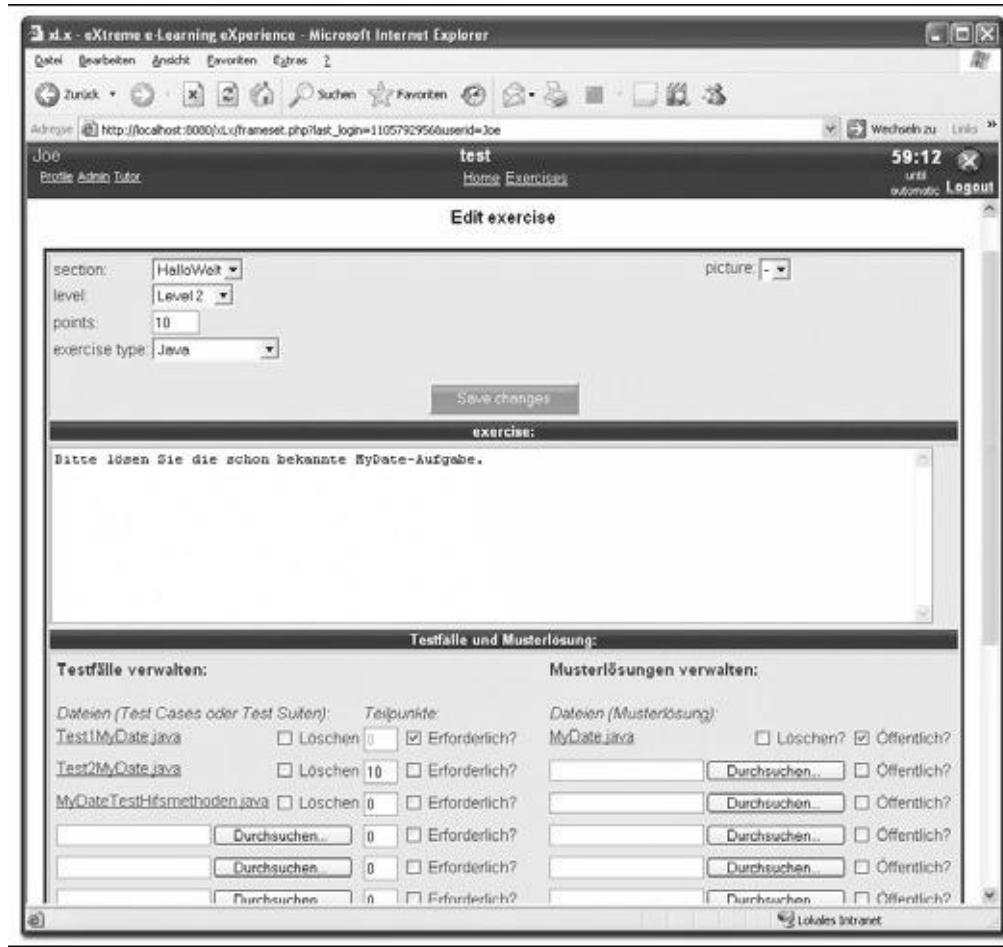 xLx - eXtreme e-Learning eXperience - Microsoft Internet Explorer
Datei Bearbeiten Ansicht Favoriten Extras ?
Zurück Suchen Favoriten
Adresse http://localhost:8080/xLx/frameset.php?last_login=1105792956&userid=Joe Wechseln zu Links »
Joe test 59:12
Profile Admin Tutor Home Exercises until automatic Logout
Edit exercise
section: HalloWelt picture: -
level: Level 2
points: 10
exercise type: Java
Save changes
exercise:
Bitte lösen Sie die schon bekannte MyDate-Aufgabe.
Testfälle und Musterlösung:
Testfälle verwalten: Musterlösungen verwalten:
Dateien (Test Cases oder Test Suiten): Teilpunkte: Dateien (Musterlösung):
Test1MyDate.java Löschen 0 Erforderlich? MyDate.java Löschen? Öffentlich?
Test2MyDate.java Löschen 10 Erforderlich? Durchsuchen... Öffentlich?
MyDateTestHifsmethoden.java Löschen 0 Erforderlich? Durchsuchen... Öffentlich?
Durchsuchen... 0 Erforderlich? Durchsuchen... Öffentlich?
Durchsuchen... 0 Erforderlich? Durchsuchen... Öffentlich?
Durchsuchen... 0 Erforderlich? Durchsuchen... Öffentlich?
Lokales Intranet